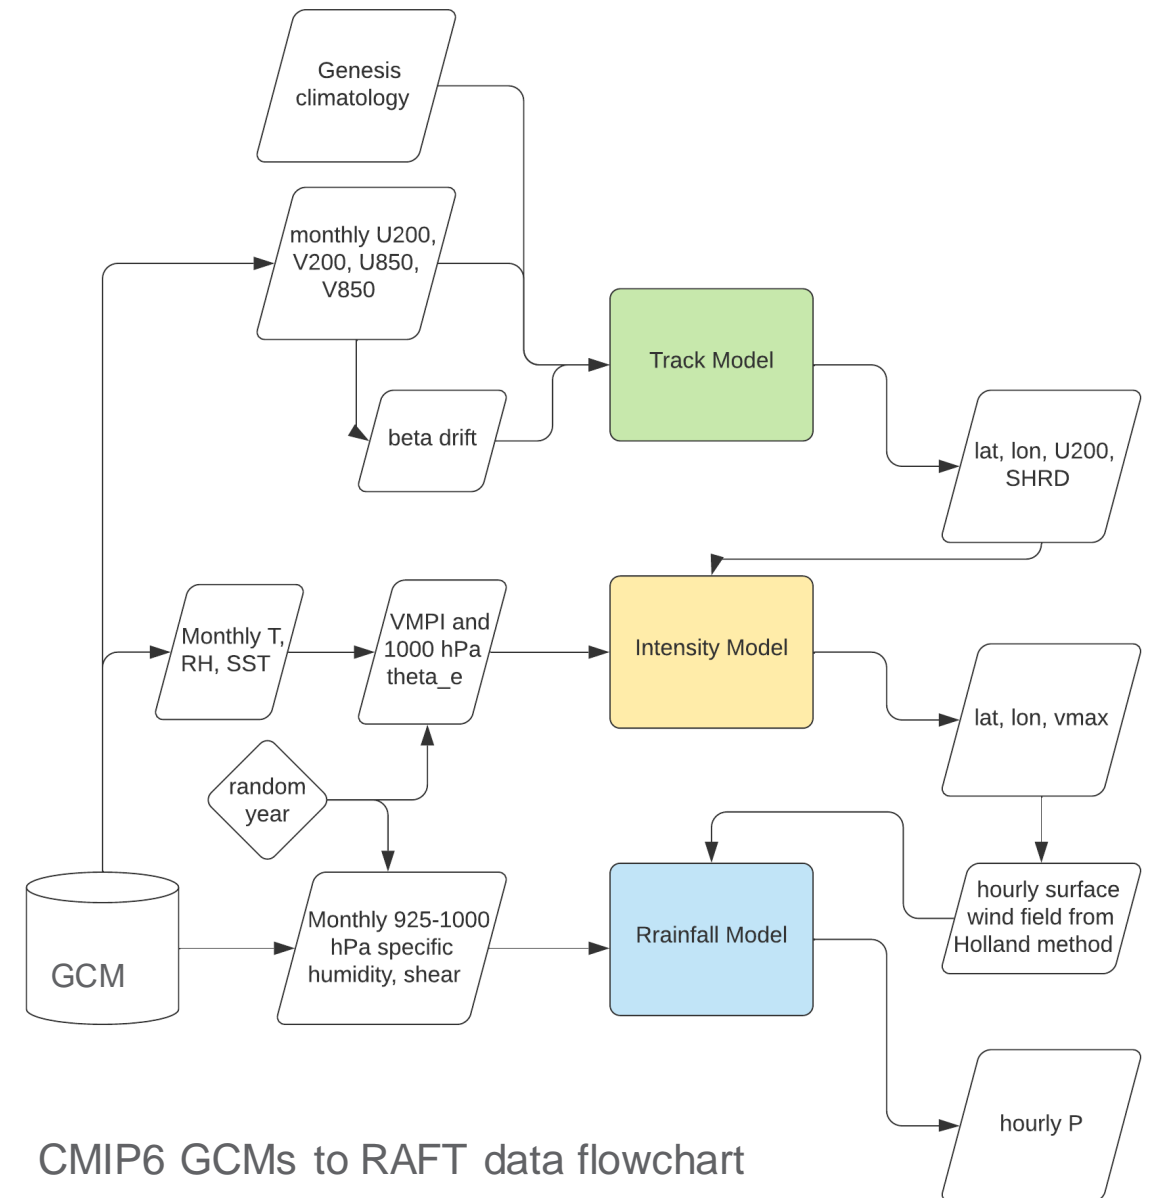 Genesis
climatology
monthly U200,
V200, U850,
V850
Track Model
beta drift
lat, lon, U200,
SHRD
Monthly T,
RH, SST
VMPI and
1000 hPa
theta_e
Intensity Model
lat, lon, vmax
random
year
Monthly 925-1000
hPa specific
humidity, shear
Rrainfall Model
hourly surface
wind field from
Holland method
GCM
hourly P
CMIP6 GCMs to RAFT data flowchart